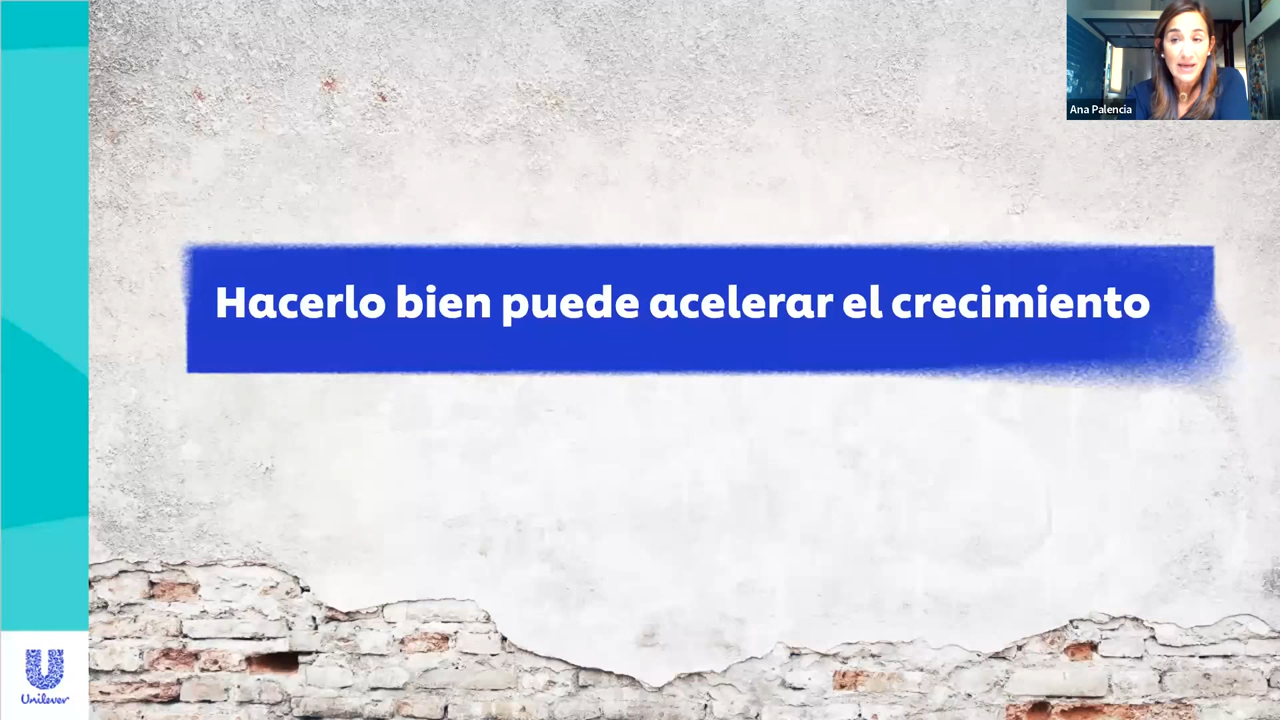 Ana Palencia
Hacerlo bien puede acelerar el crecimiento
Unilever